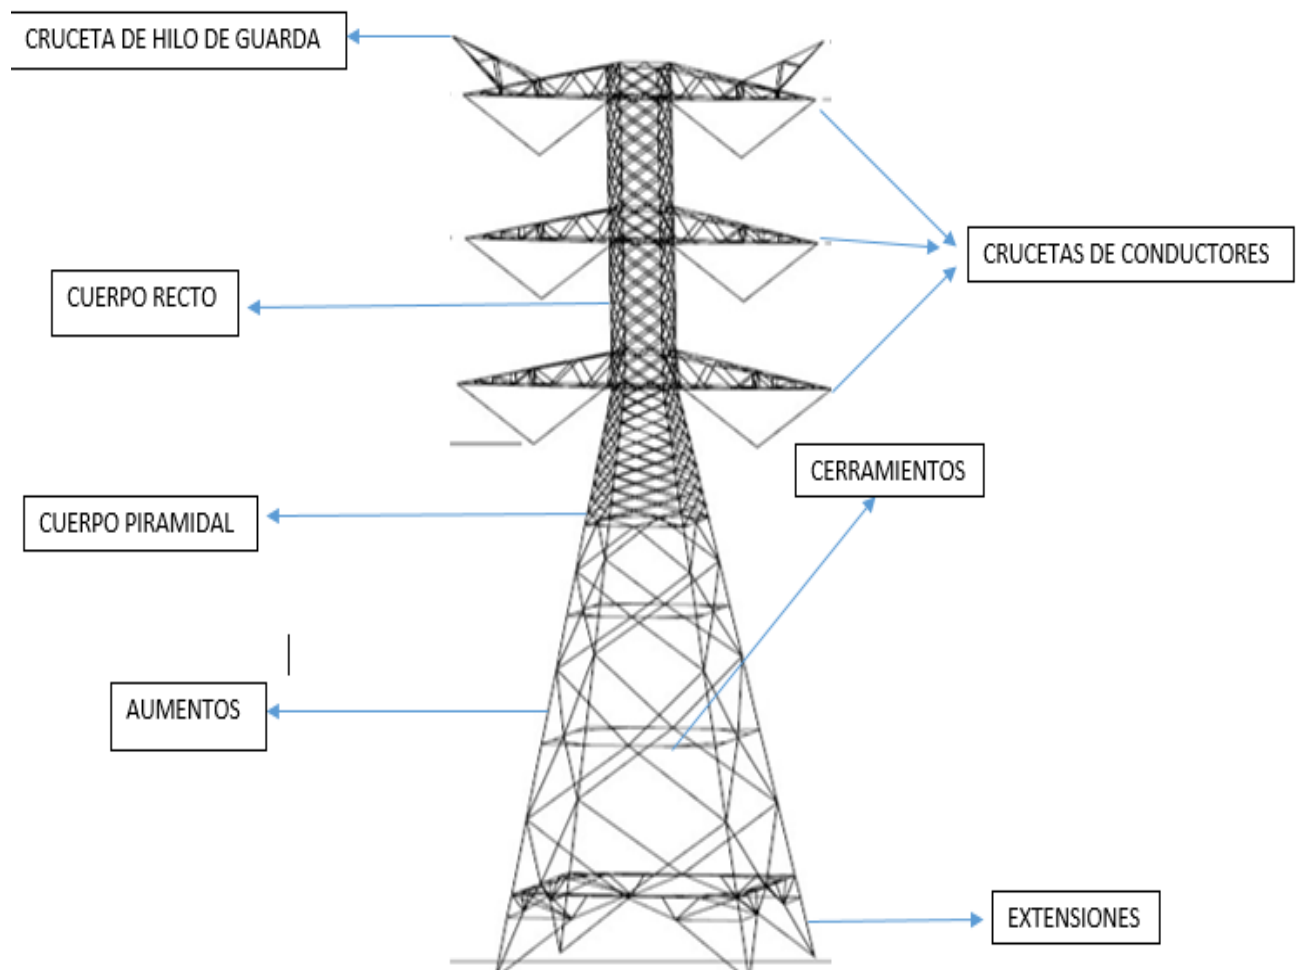 CRUCETA DE HILO DE GUARDA
CRUCETAS DE CONDUCTORES
CUERPO RECTO
CERRAMIENTOS
CUERPO PIRAMIDAL
AUMENTOS
EXTENSIONES